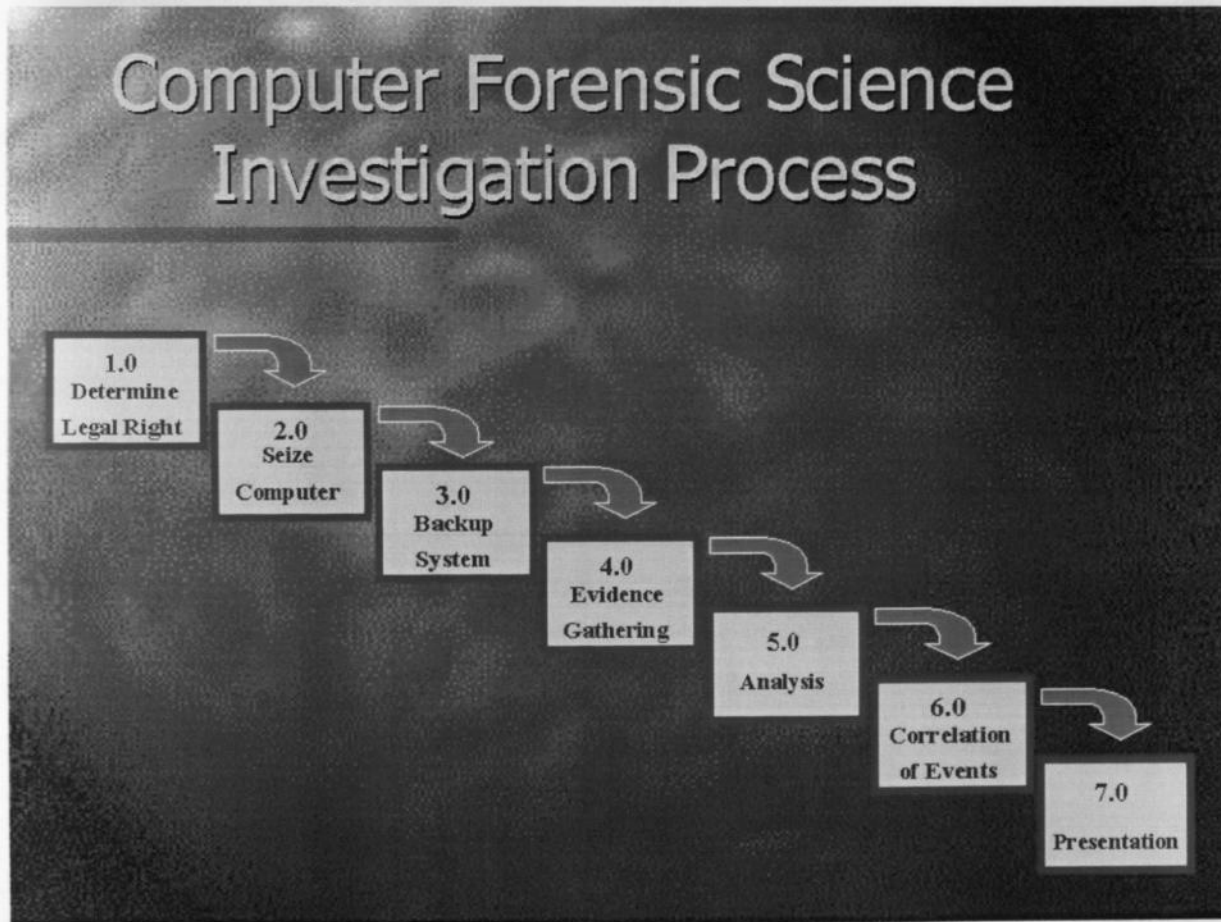 Computer Forensic Science
Investigation Process
1.0
Determine
Legal Right
2.0
Seize
Computer
3.0
Backup
System
4.0
Evidence
Gathering
5.0
Analysis
6.0
Correlation
of Events
7.0
Presentation